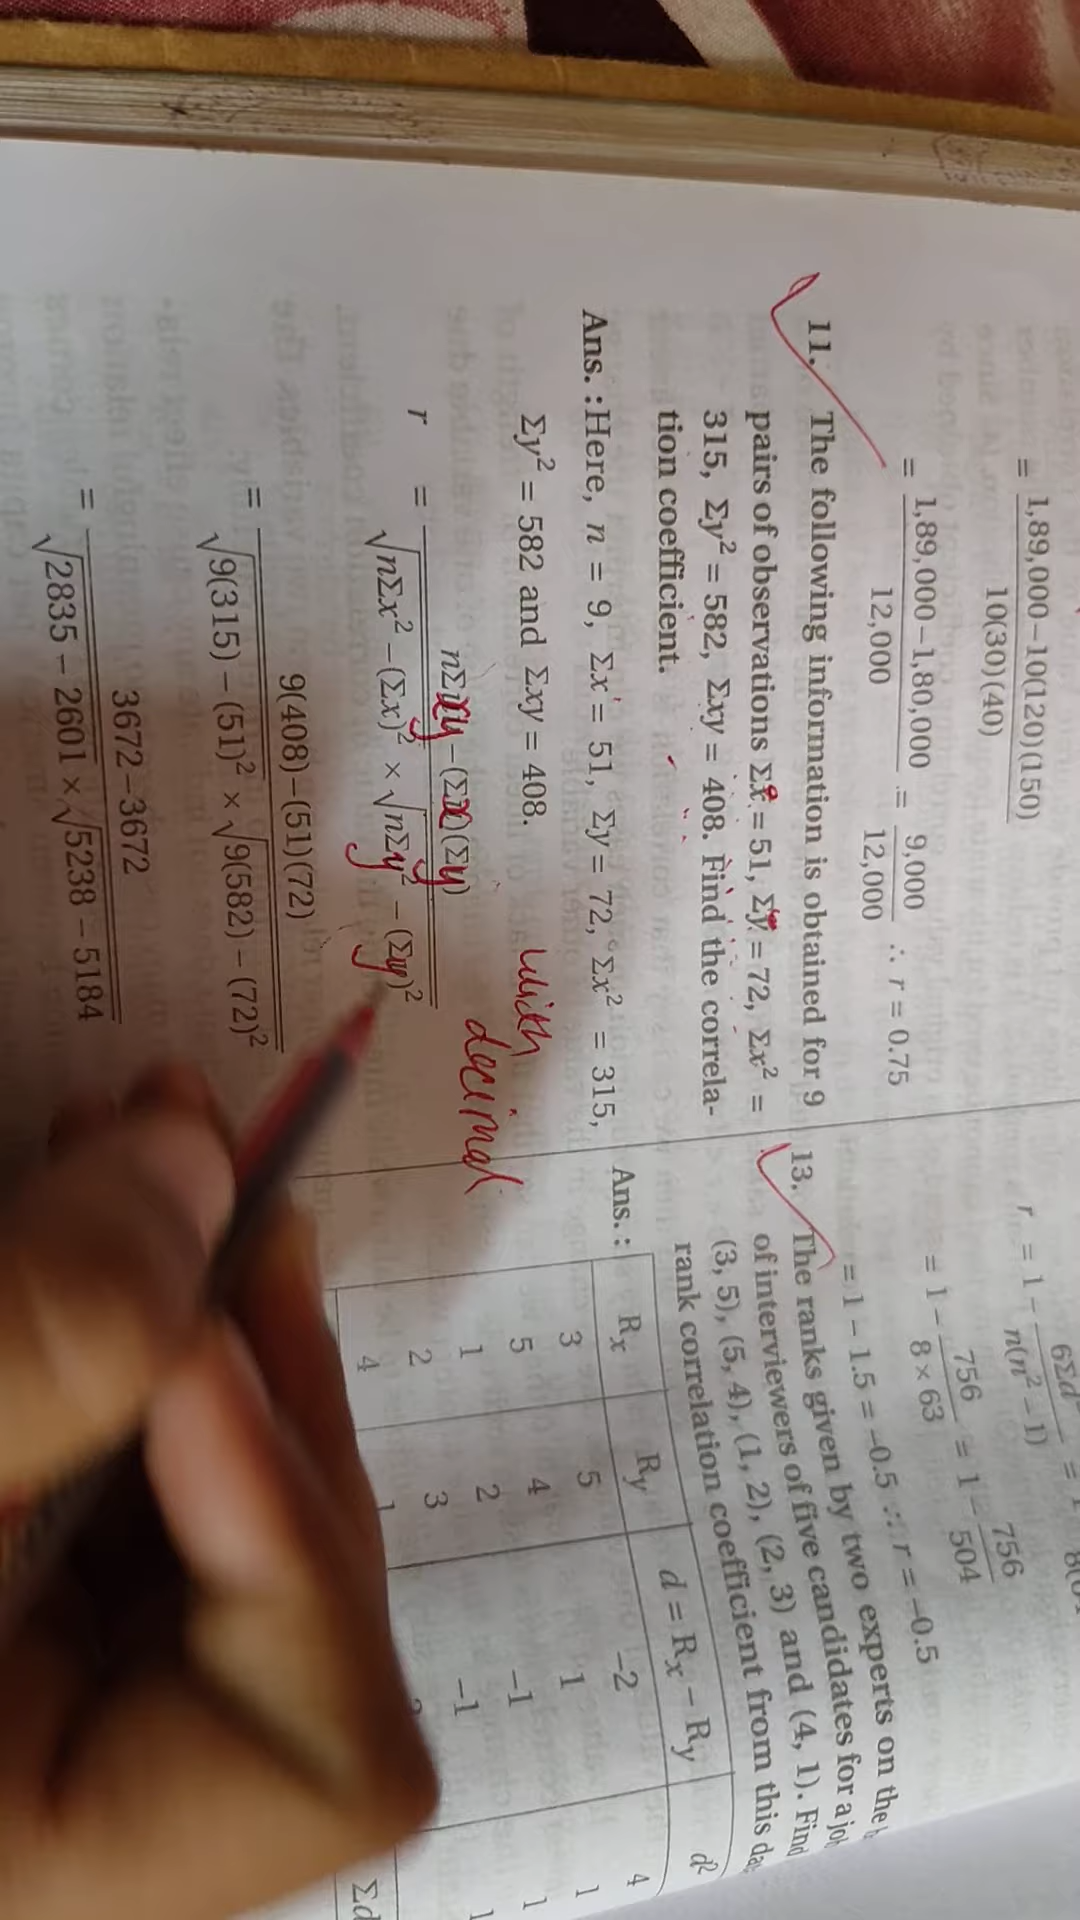 = 1,89,000–10(120)(150) / 10(30)(40)
= 1,89,000–1,80,000 / 12,000 = 9,000 / 12,000 ∴ r = 0.75
11. The following information is obtained for 9
pairs of observations Σx = 51, Σy = 72, Σx² =
315, Σy² = 582, Σxy = 408. Find the correla-
tion coefficient.
Ans. : Here, n = 9, Σx = 51, Σy = 72, Σx² = 315,
Σy² = 582 and Σxy = 408.
with
decimal
r = nΣxy – (Σx)(Σy) / √nΣx² – (Σx)² × √nΣy² – (Σy)²
= 9(408) – (51)(72) / √9(315) – (51)² × √9(582) – (72)²
= 3672–3672 / √2835 – 2601 × √5238 – 5184
r = 1 – 6Σd² / n(n² – 1) =
= 1 – 756 / 8 × 63 = 1 – 756 / 504
= 1 – 1.5 = –0.5 ∴ r = –0.5
13. The ranks given by two experts on the
of interviewers of five candidates for a
(3, 5), (5, 4), (1, 2), (2, 3) and (4, 1). Find
rank correlation coefficient from this
Ans. :
Rx Ry d = Rx – Ry d²
3 5 –2 4
5 4 1 1
1 2 –1 1
2 3 –1 1
4 1